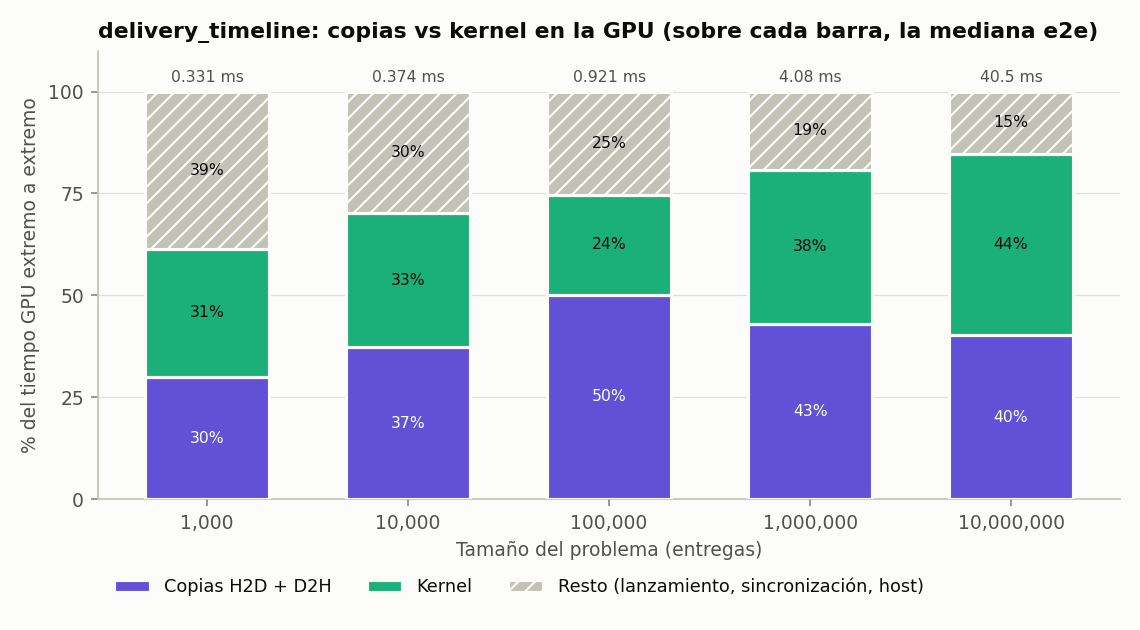 delivery_timeline: copias vs kernel en la GPU (sobre cada barra, la mediana e2e)
0.331 ms
0.374 ms
0.921 ms
4.08 ms
40.5 ms
% del tiempo GPU extremo a extremo
100
75
50
25
0
39%
31%
30%
30%
33%
37%
25%
24%
50%
19%
38%
43%
15%
44%
40%
1,000
10,000
100,000
1,000,000
10,000,000
Tamaño del problema (entregas)
Copias H2D + D2H
Kernel
Resto (lanzamiento, sincronización, host)